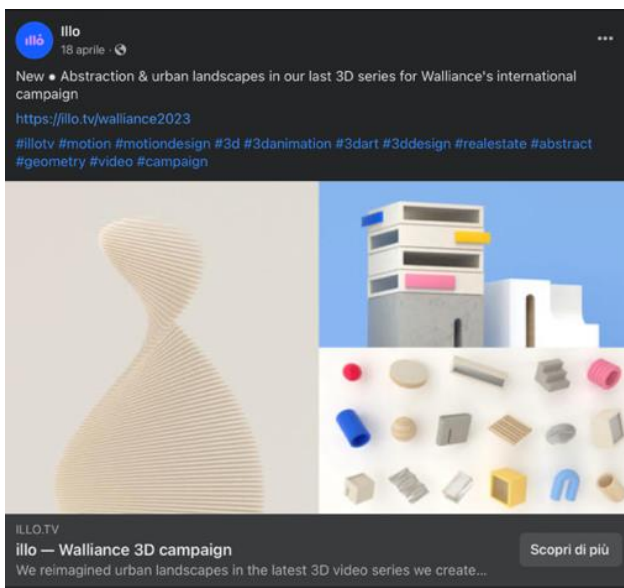 illò
Illo
18 aprile ·
New ● Abstraction & urban landscapes in our last 3D series for Walliance's international
campaign
https://illo.tv/walliance2023
#illotv #motion #motiondesign #3d #3danimation #3dart #3ddesign #realestate #abstract
#geometry #video #campaign
ILLO.TV
illo — Walliance 3D campaign
Scopri di più
We reimagined urban landscapes in the latest 3D video series we create...